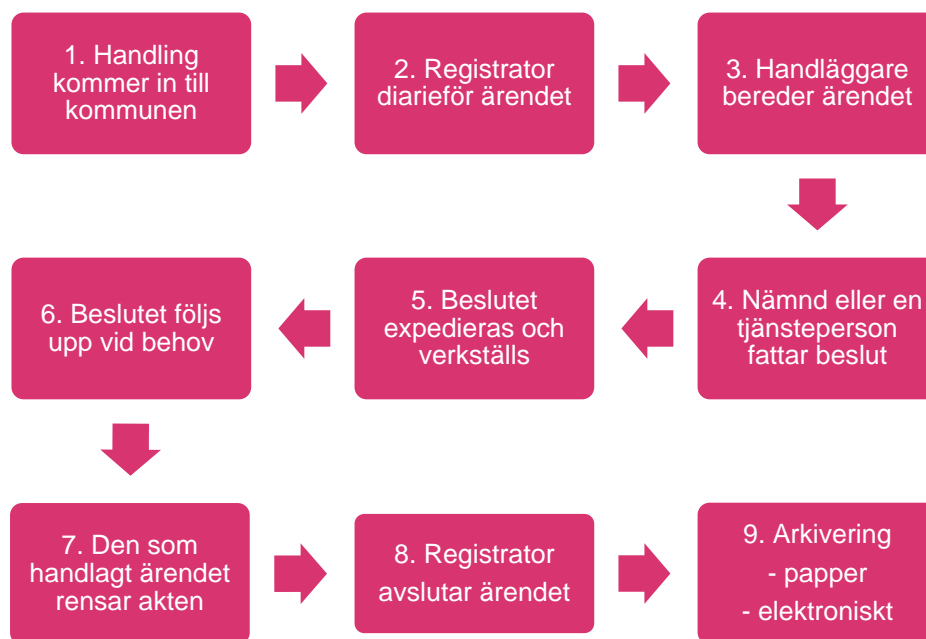 1. Handling
kommer in till
kommunen
2. Registrator
diarieför ärendet
3. Handläggare
bereder ärendet
4. Nämnd eller en
tjänsteperson
fattar beslut
5. Beslutet
expedieras och
verkställs
6. Beslutet följs
upp vid behov
7. Den som
handlagt ärendet
rensar akten
8. Registrator
avslutar ärendet
9. Arkivering
- papper
- elektroniskt